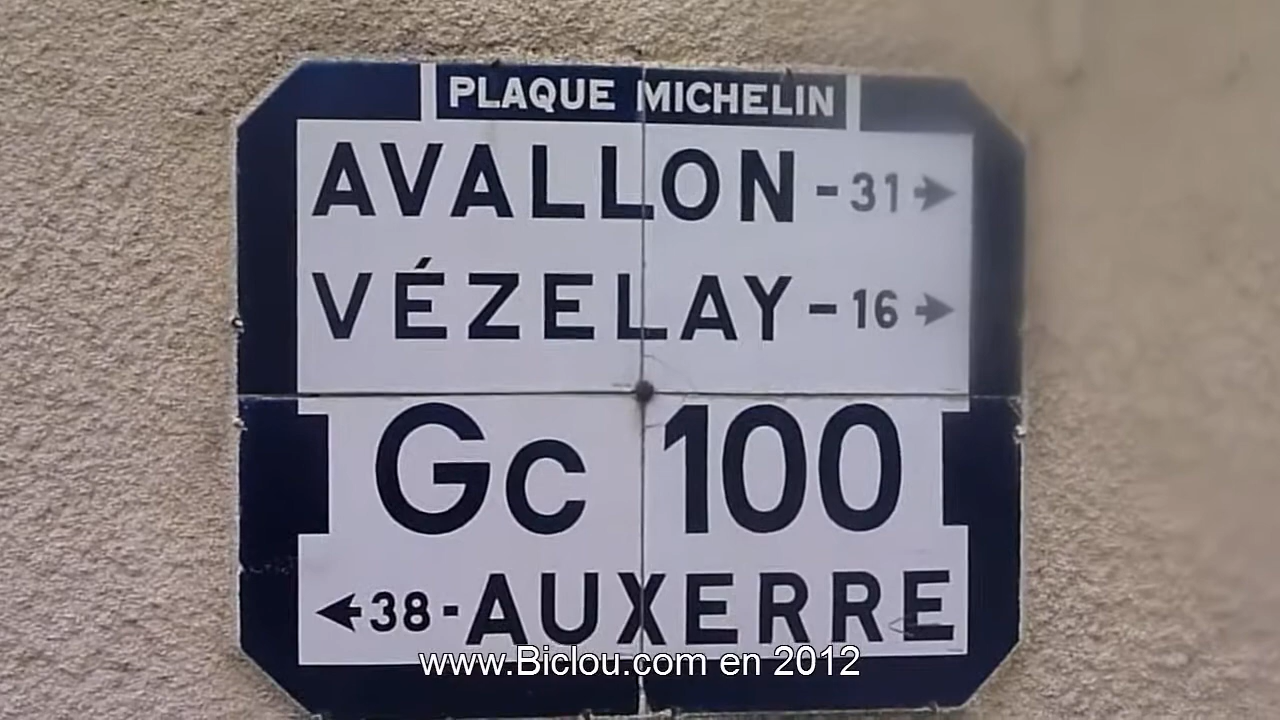 PLAQUE MICHELIN
AVALLON - 31 →
VÉZELAY - 16 →
Gc 100
← 38 - AUXERRE
www.Biclou.com en 2012